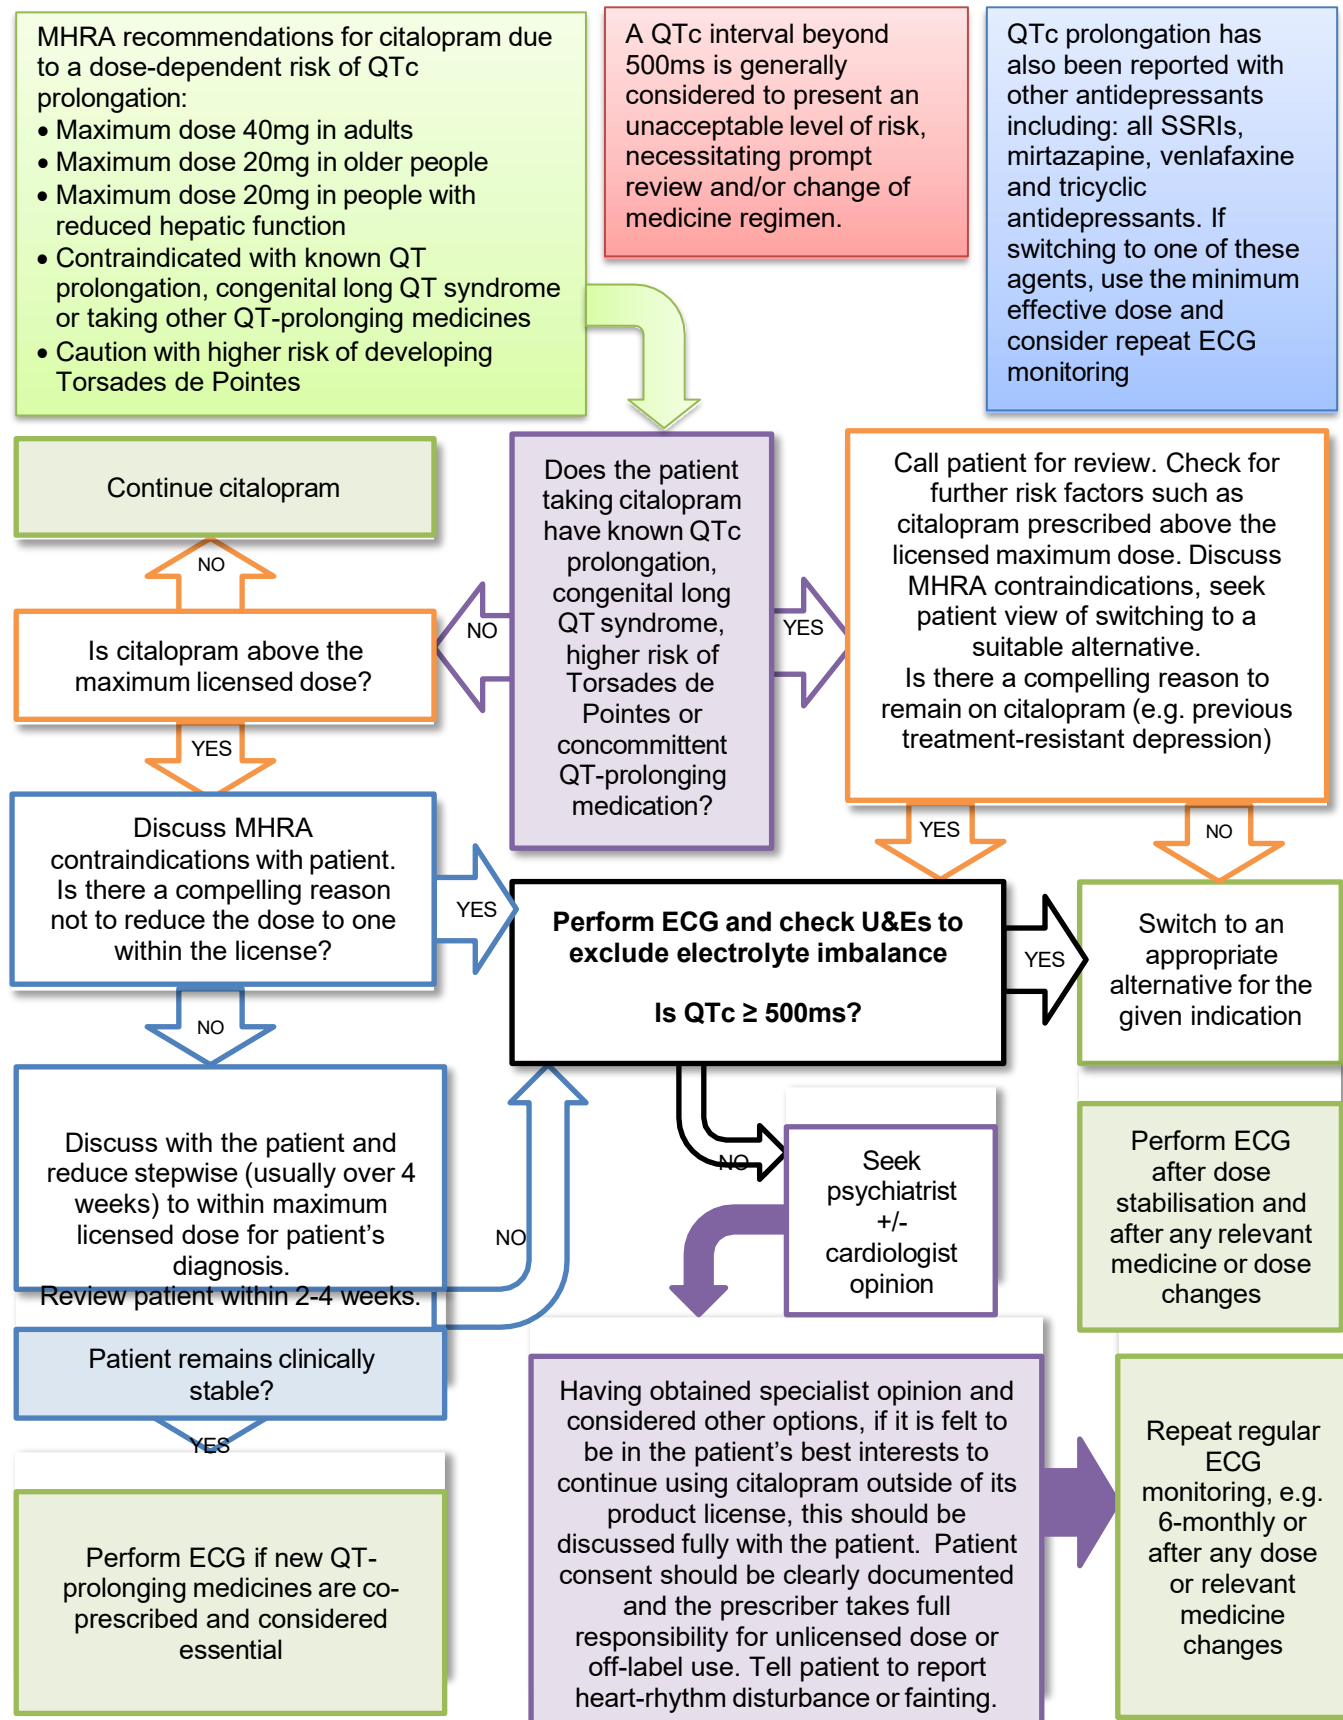 MHRA recommendations for citalopram due
to a dose-dependent risk of QTc
prolongation:
• Maximum dose 40mg in adults
• Maximum dose 20mg in older people
• Maximum dose 20mg in people with
reduced hepatic function
• Contraindicated with known QT
prolongation, congenital long QT syndrome
or taking other QT-prolonging medicines
• Caution with higher risk of developing
Torsades de Pointes
A QTc interval beyond
500ms is generally
considered to present an
unacceptable level of risk,
necessitating prompt
review and/or change of
medicine regimen.
QTc prolongation has
also been reported with
other antidepressants
including: all SSRIs,
mirtazapine, venlafaxine
and tricyclic
antidepressants. If
switching to one of these
agents, use the minimum
effective dose and
consider repeat ECG
monitoring
Continue citalopram
NO
Is citalopram above the
maximum licensed dose?
YES
NO
Does the patient
taking citalopram
have known QTc
prolongation,
congenital long
QT syndrome,
higher risk of
Torsades de
Pointes or
concommittent
QT-prolonging
medication?
YES
Call patient for review. Check for
further risk factors such as
citalopram prescribed above the
licensed maximum dose. Discuss
MHRA contraindications, seek
patient view of switching to a
suitable alternative.
Is there a compelling reason to
remain on citalopram (e.g. previous
treatment-resistant depression)
YES
NO
Discuss MHRA
contraindications with patient.
Is there a compelling reason
not to reduce the dose to one
within the license?
YES
NO
Perform ECG and check U&Es to
exclude electrolyte imbalance
Is QTc ≥ 500ms?
YES
Switch to an
appropriate
alternative for the
given indication
NO
Discuss with the patient and
reduce stepwise (usually over 4
weeks) to within maximum
licensed dose for patient's
diagnosis.
Review patient within 2-4 weeks.
NO
Patient remains clinically
stable?
YES
Perform ECG if new QT-
prolonging medicines are co-
prescribed and considered
essential
Seek
psychiatrist
+/-
cardiologist
opinion
Perform ECG
after dose
stabilisation and
after any relevant
medicine or dose
changes
Having obtained specialist opinion and
considered other options, if it is felt to
be in the patient's best interests to
continue using citalopram outside of its
product license, this should be
discussed fully with the patient.  Patient
consent should be clearly documented
and the prescriber takes full
responsibility for unlicensed dose or
off-label use. Tell patient to report
heart-rhythm disturbance or fainting.
Repeat regular
ECG
monitoring, e.g.
6-monthly or
after any dose
or relevant
medicine
changes